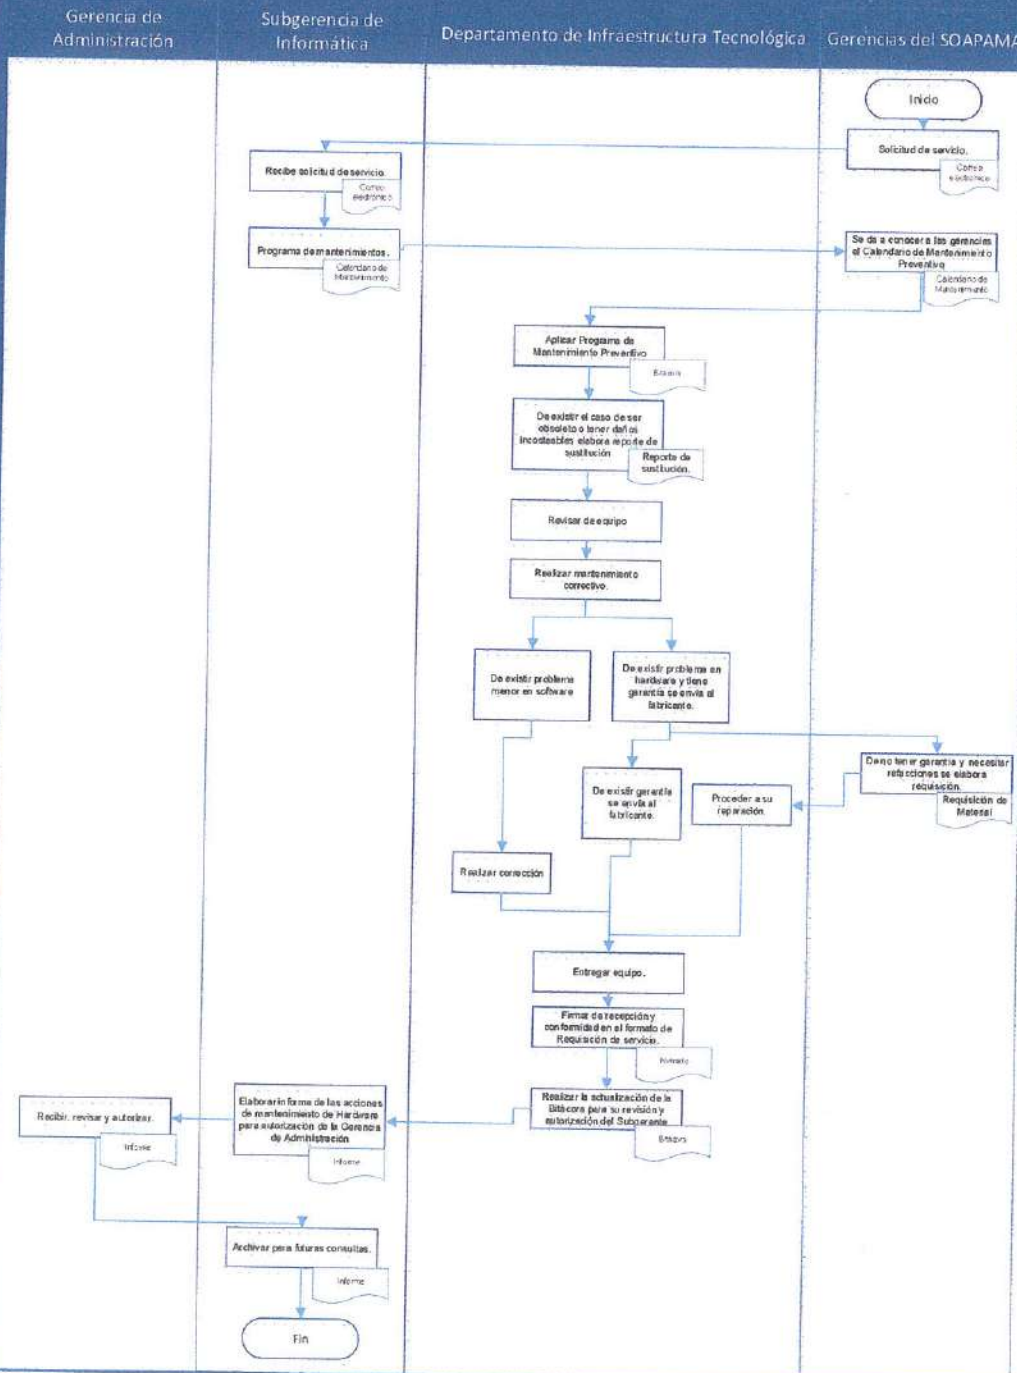 Gerencia de
Administración
Subgerencia de
Informática
Departamento de Infraestructura Tecnológica
Gerencias del SOAPAMA
Inicio
Solicitud de servicio.
Correo
electronico
Recibe solicitud de servicio.
Correo
electronico
Programa de mantenimientos.
Calendario de
Mantenimiento
Se da a conocer a las gerencias
el Calendario de Mantenimiento
Preventivo
Calendario de
Mantenimiento
Aplicar Programa de
Mantenimiento Preventivo
Bitacora
De existir el caso de ser
obsoleto o tener daños
incosteables elabora reporte de
sustitución
Reporte de
sustitución.
Revisar de equipo
Realizar mantenimiento
correctivo.
De existir problema
menor en software
De existir problema en
hardware y tiene
garantía se envía al
fabricante.
De no tener garantia y necesitar
refacciones se elabora
requisición.
Requisición de
Material
De existir garantía
se envía al
fabricante.
Proceder a su
reparación.
Realizar corrección
Entregar equipo.
Firmar de recepción y
conformidad en el formato de
Requisición de servicio.
Formato
Realizar la actualización de la
Bitácora para su revisión y
autorización del Subgerente
Bitacora
Elaborar informe de las acciones
de mantenimiento de Hardware
para autorización de la Gerencia
de Administración
Informe
Recibir, revisar y autorizar.
Informe
Archivar para futuras consultas.
Informe
Fin